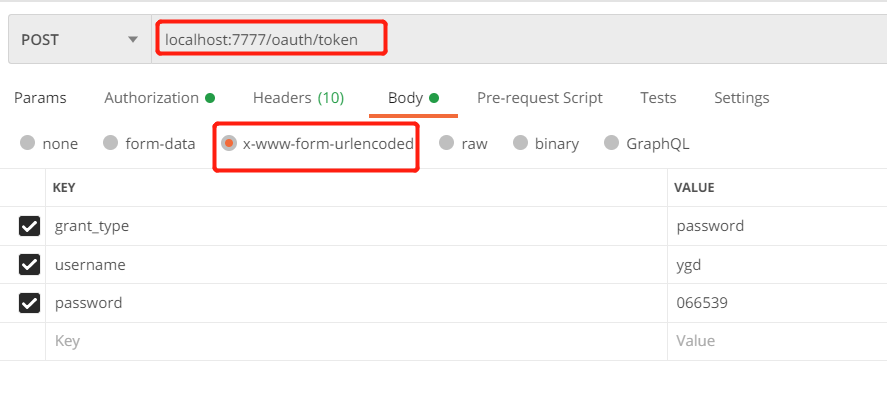 POST localhost:7777/oauth/token
Params Authorization Headers (10) Body Pre-request Script Tests Settings
none form-data x-www-form-urlencoded raw binary GraphQL
KEY VALUE
grant_type password
username ygd
password 066539
Key Value